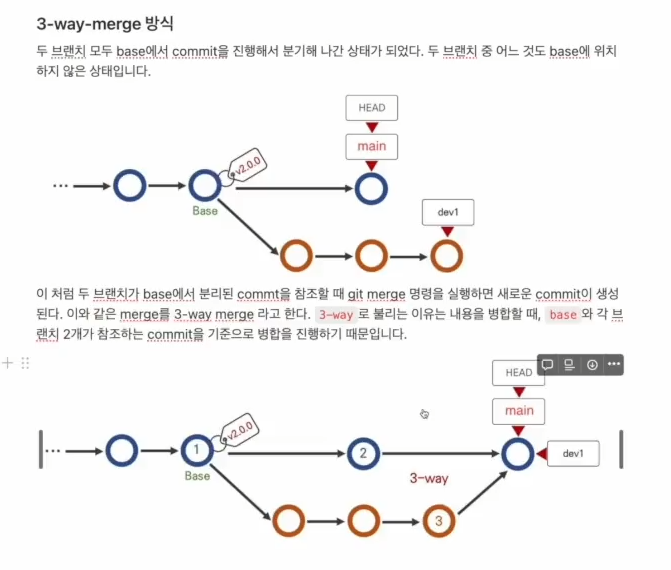 3-way-merge 방식
두 브랜치 모두 base에서 commit을 진행해서 분기해 나간 상태가 되었다. 두 브랜치 중 어느 것도 base에 위치
하지 않은 상태입니다.
HEAD
main
v2.0.0
Base
dev1
이 처럼 두 브랜치가 base에서 분리된 commt을 참조할 때 git merge 명령을 실행하면 새로운 commit이 생성
된다. 이와 같은 merge를 3-way merge 라고 한다. 3-way 로 불리는 이유는 내용을 병합할 때, base 와 각 브
랜치 2개가 참조하는 commit을 기준으로 병합을 진행하기 때문입니다.
HEAD
main
v2.0.0
1
2
dev1
Base
3-way
3